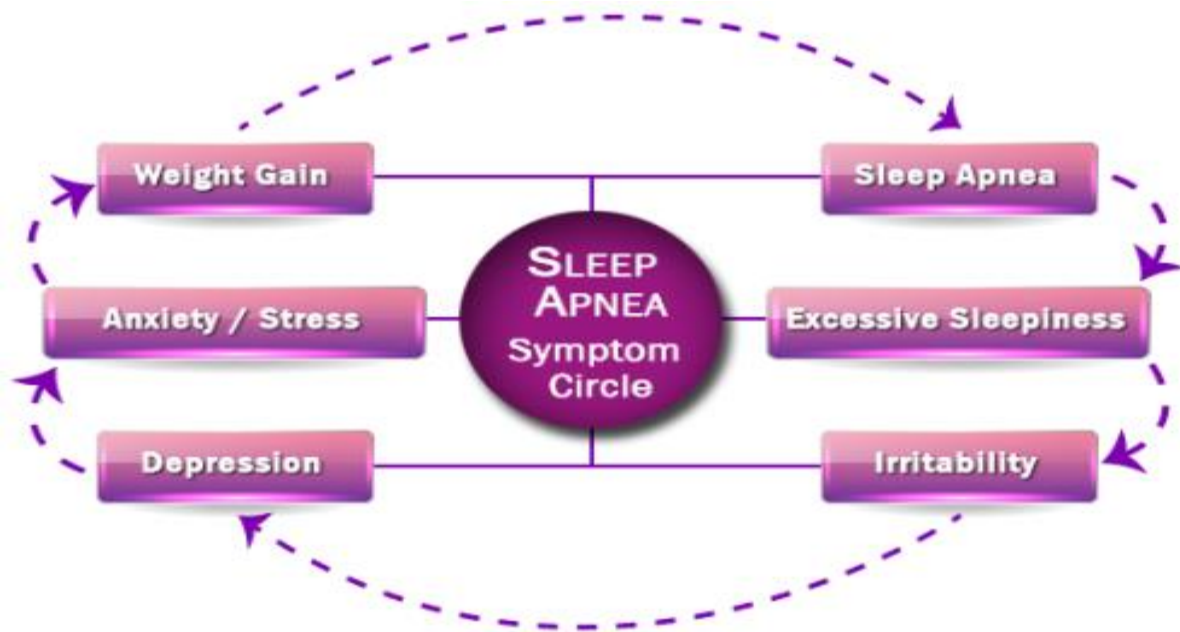 Weight Gain
Sleep Apnea
SLEEP
APNEA
Symptom
Circle
Anxiety / Stress
Excessive Sleepiness
Depression
Irritability